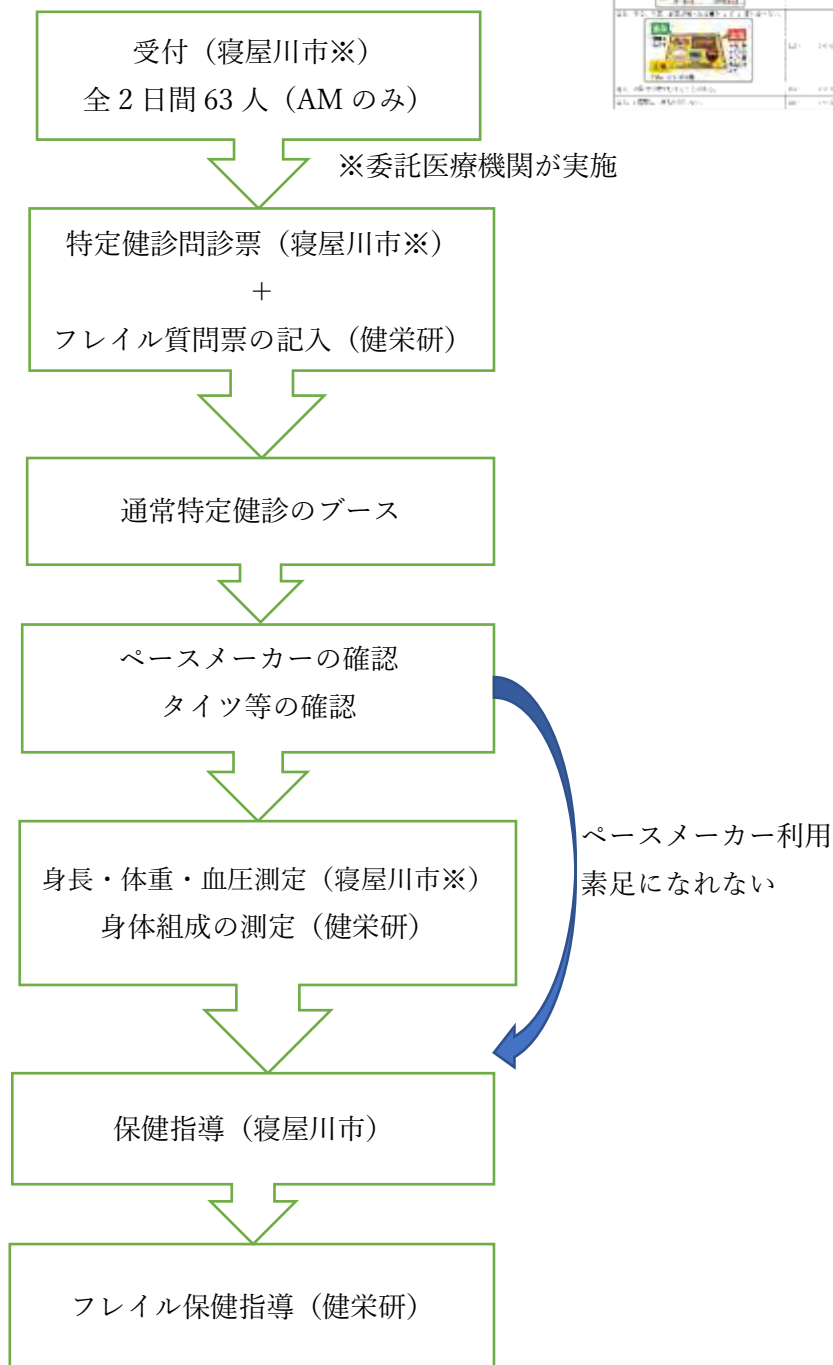 受付（寝屋川市※）
全２日間 63 人（AM のみ）
※委託医療機関が実施
特定健診問診票（寝屋川市※）
+
フレイル質問票の記入（健栄研）
通常特定健診のブース
ペースメーカーの確認
タイツ等の確認
身長・体重・血圧測定（寝屋川市※）
身体組成の測定（健栄研）
ペースメーカー利用
素足になれない
保健指導（寝屋川市）
フレイル保健指導（健栄研）